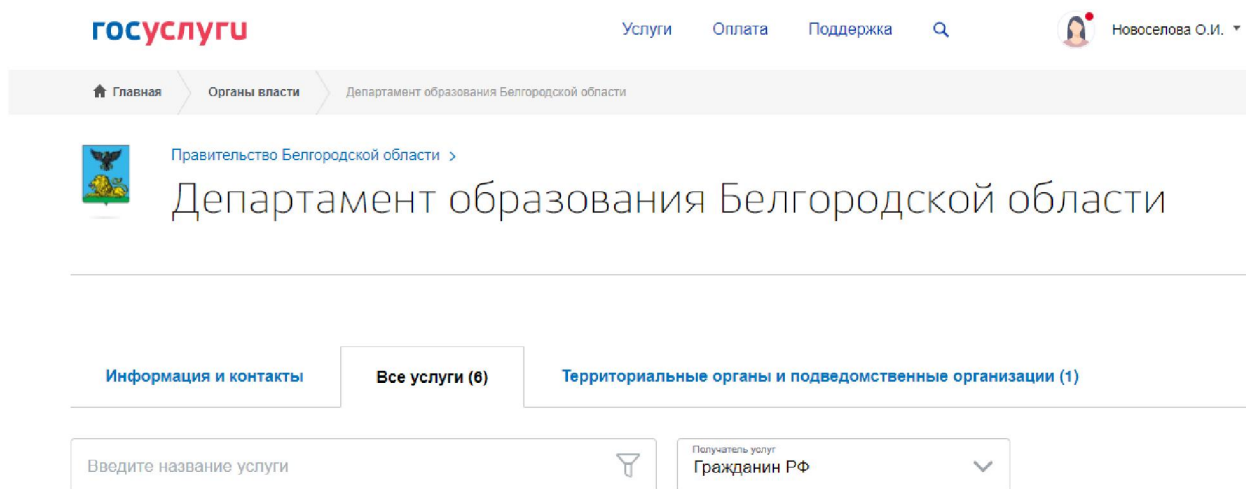 госуслуги
Услуги Оплата Поддержка Новоселова О.И.
Главная Органы власти Департамент образования Белгородской области
Правительство Белгородской области >
Департамент образования Белгородской области
Информация и контакты Все услуги (6) Территориальные органы и подведомственные организации (1)
Получатель услуг
Введите название услуги Гражданин РФ